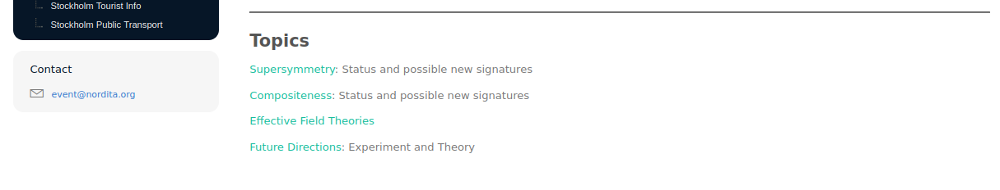 Stockholm Tourist Info
Stockholm Public Transport
Contact
event@nordita.org
Topics
Supersymmetry: Status and possible new signatures
Compositeness: Status and possible new signatures
Effective Field Theories
Future Directions: Experiment and Theory